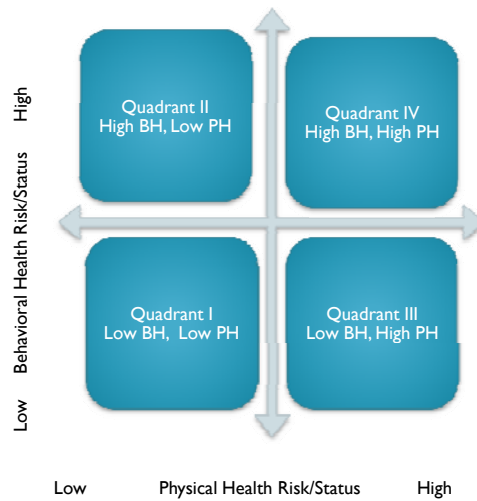 High
Behavioral Health Risk/Status
Low
Quadrant II
High BH, Low PH
Quadrant IV
High BH, High PH
Quadrant I
Low BH, Low PH
Quadrant III
Low BH, High PH
Low Physical Health Risk/Status High